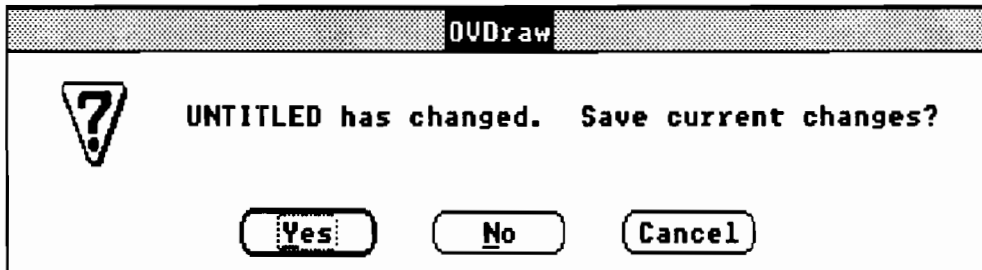 OVDraw
?
UNTITLED has changed.  Save current changes?
Yes No Cancel